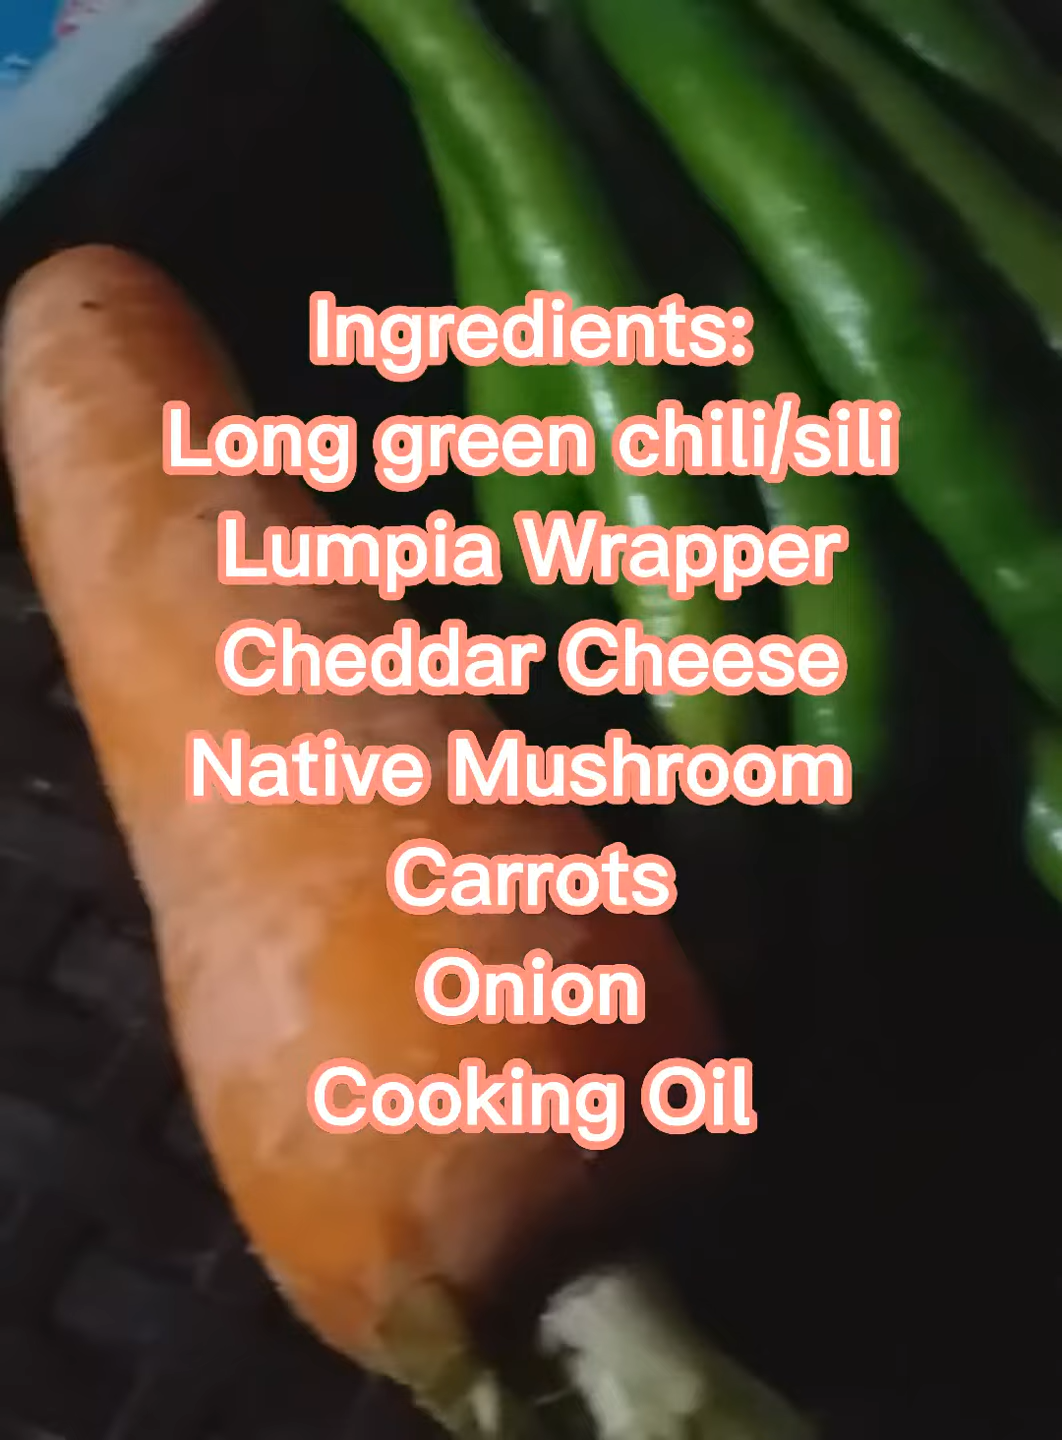 Ingredients:
Long green chili/sili
Lumpia Wrapper
Cheddar Cheese
Native Mushroom
Carrots
Onion
Cooking Oil